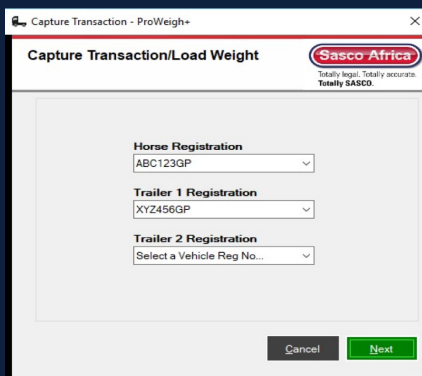 Capture Transaction - ProWeigh+
Capture Transaction/Load Weight
Sasco Africa
Totally legal. Totally accurate.
Totally SASCO.
Horse Registration
ABC123GP
Trailer 1 Registration
XYZ456GP
Trailer 2 Registration
Select a Vehicle Reg No...
Cancel
Next